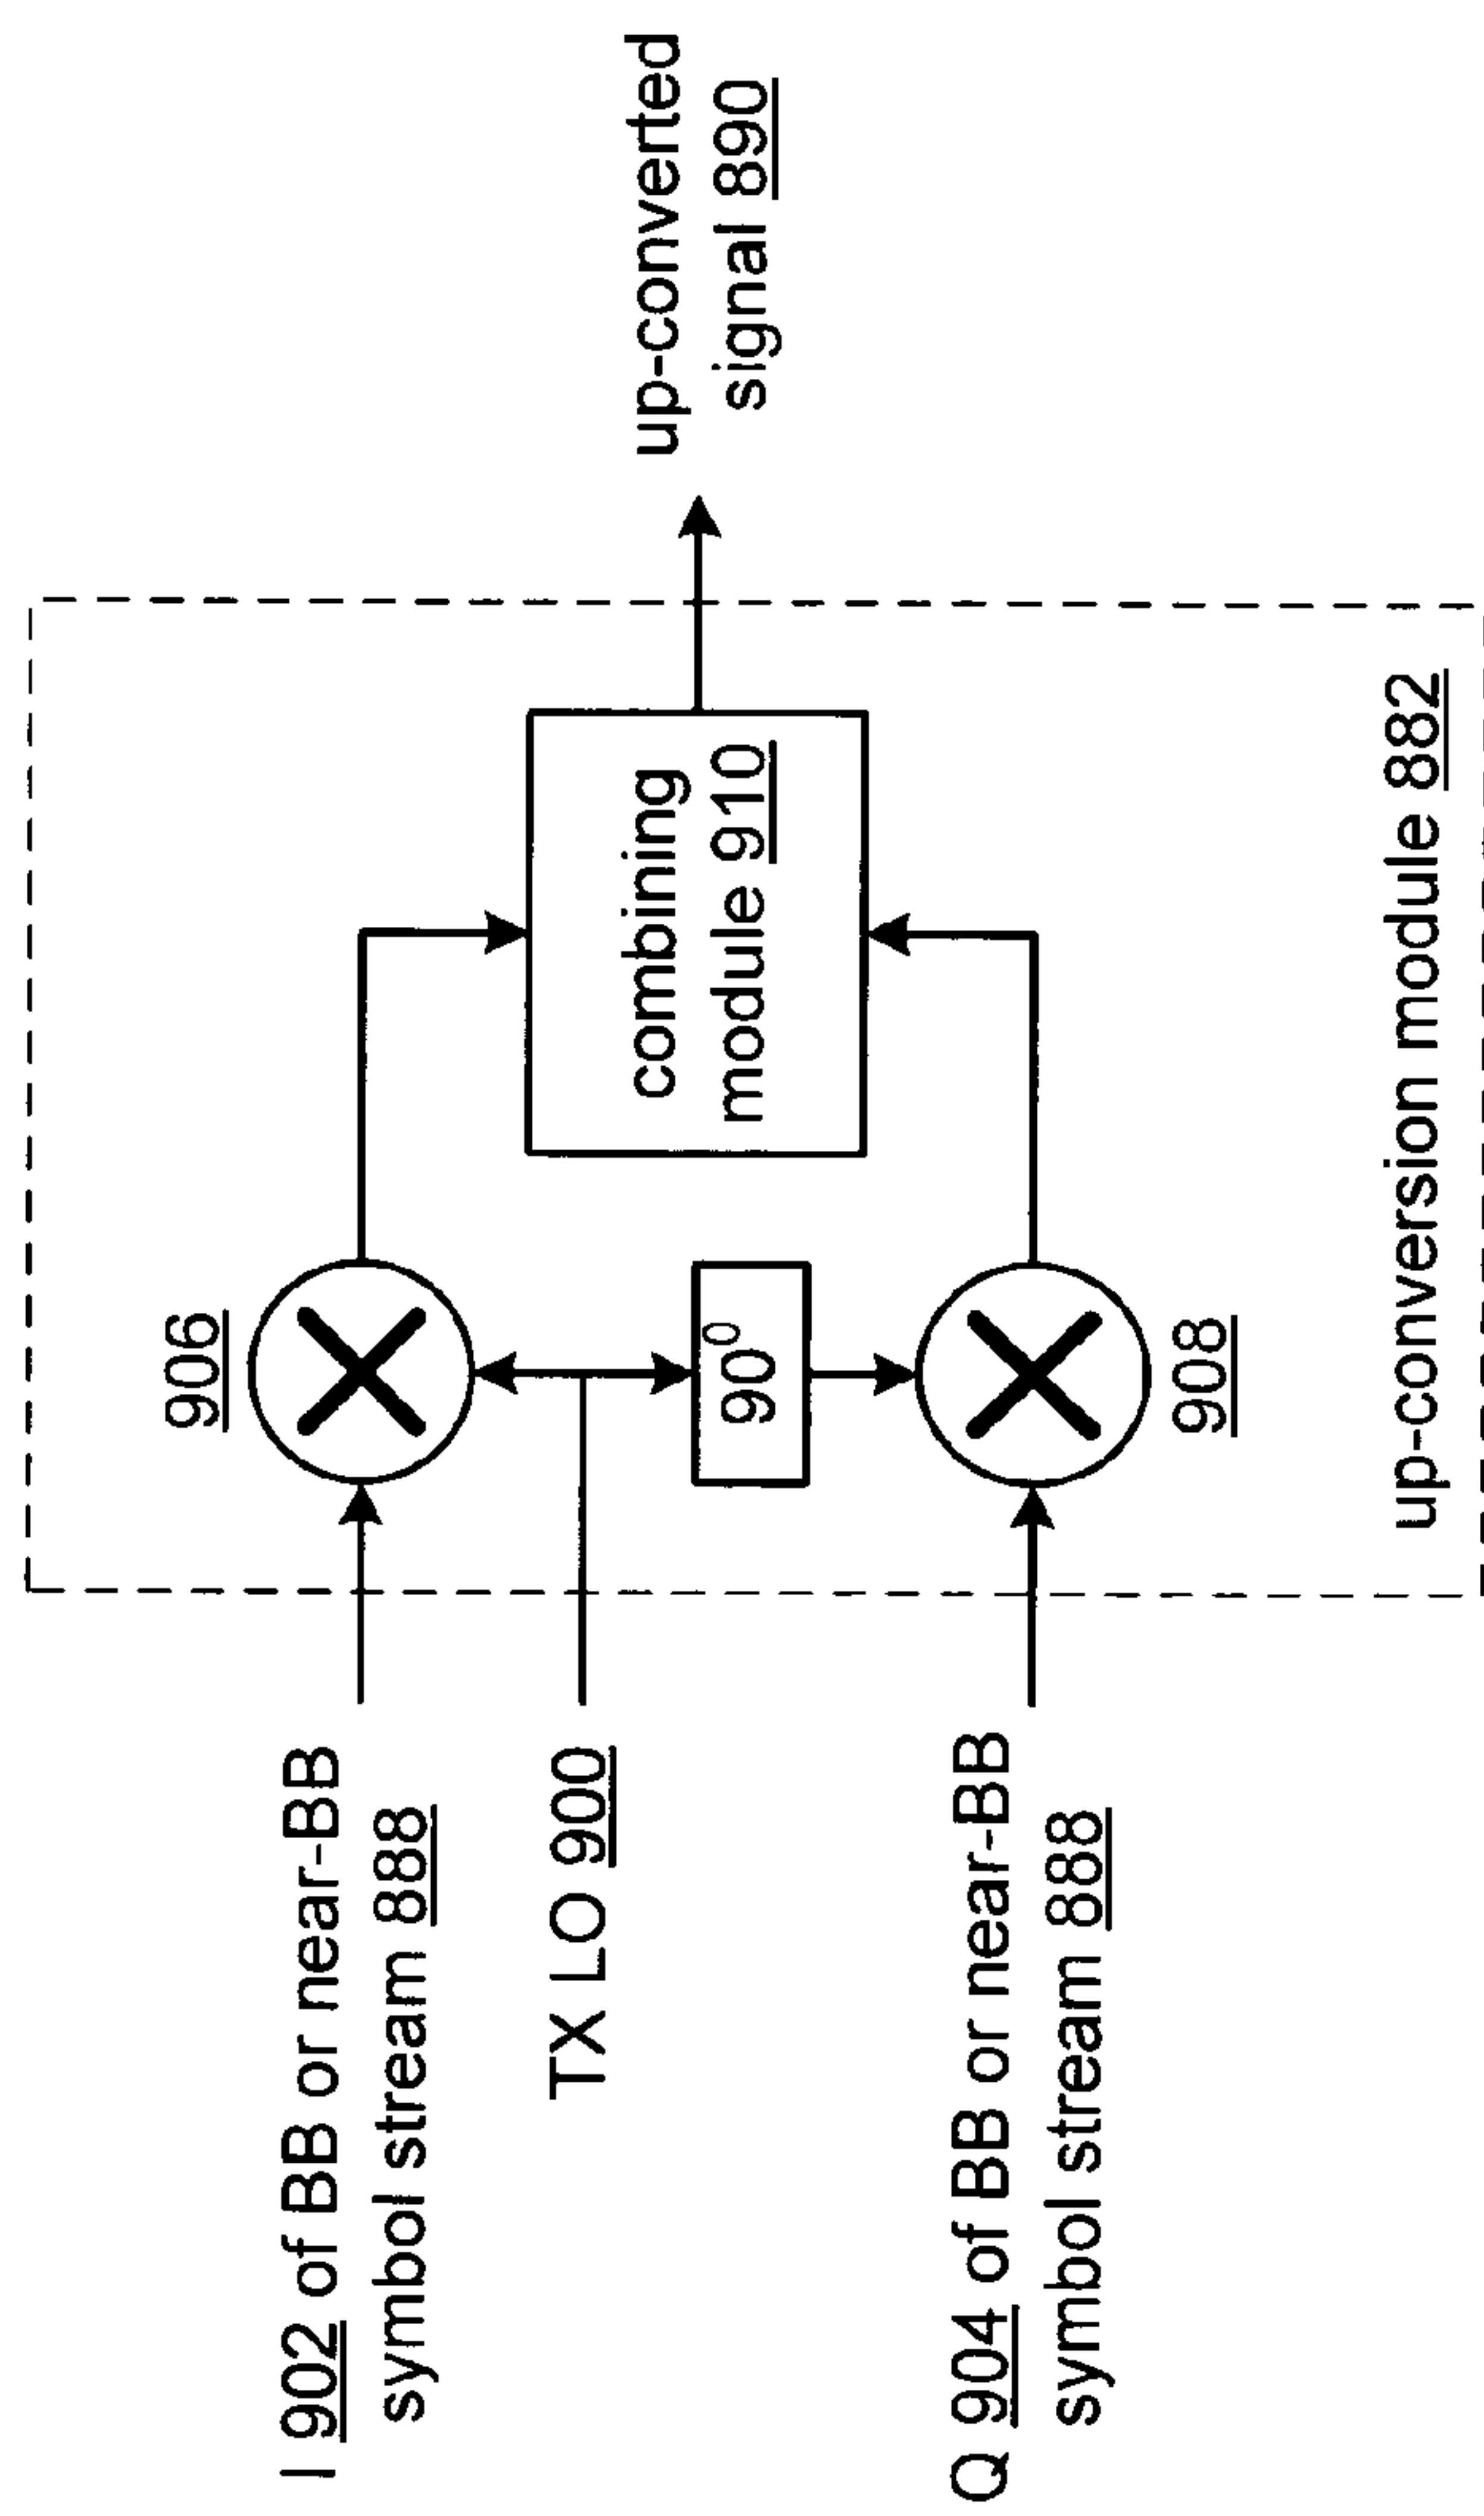 I 902 of BB or near-BB
symbol stream 888
TX LO 900
Q 904 of BB or near-BB
symbol stream 888
906
90⁰
908
combining
module 910
up-conversion module 882
up-converted
signal 890